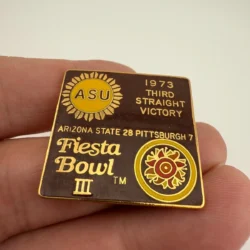 ASU
1973
THIRD
STRAIGHT
VICTORY
ARIZONA STATE 28 PITTSBURGH 7
Fiesta
Bowl
III
TM